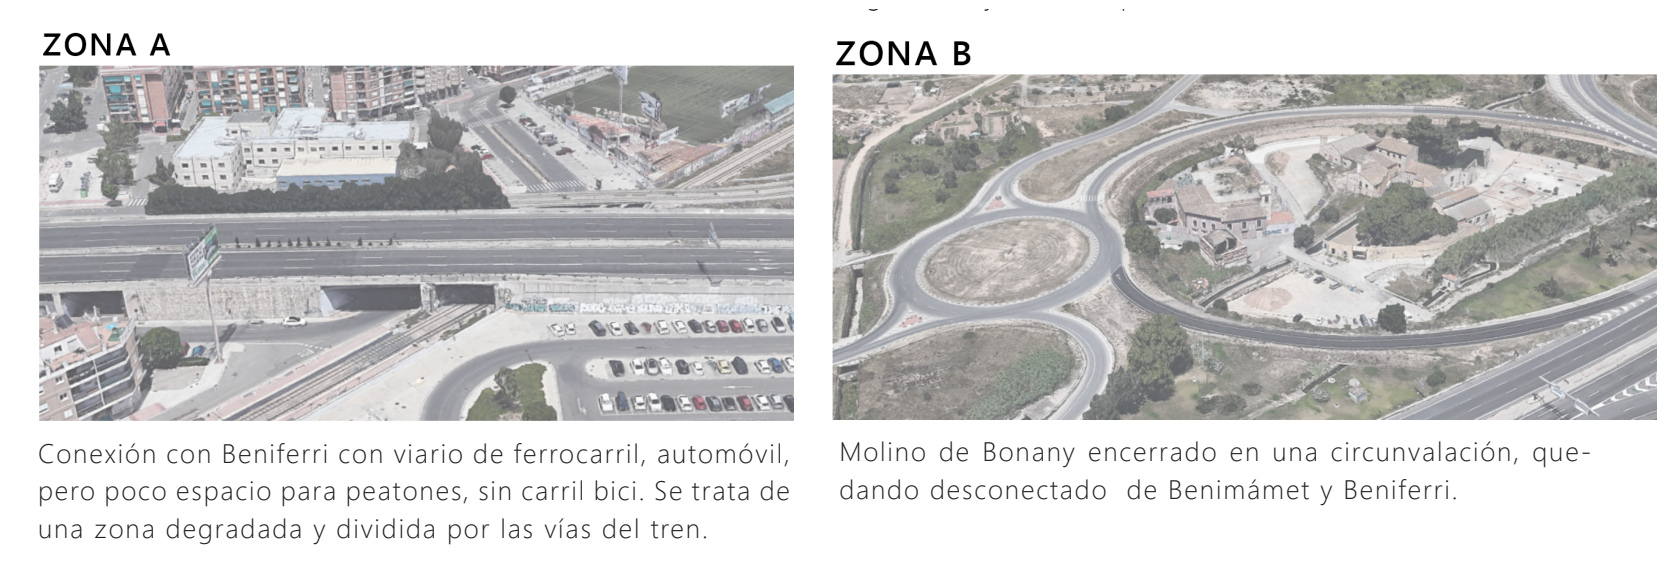 ZONA A
Conexión con Beniferri con viario de ferrocarril, automóvil,
pero poco espacio para peatones, sin carril bici. Se trata de
una zona degradada y dividida por las vías del tren.
ZONA B
Molino de Bonany encerrado en una circunvalación, que-
dando desconectado de Benimámet y Beniferri.